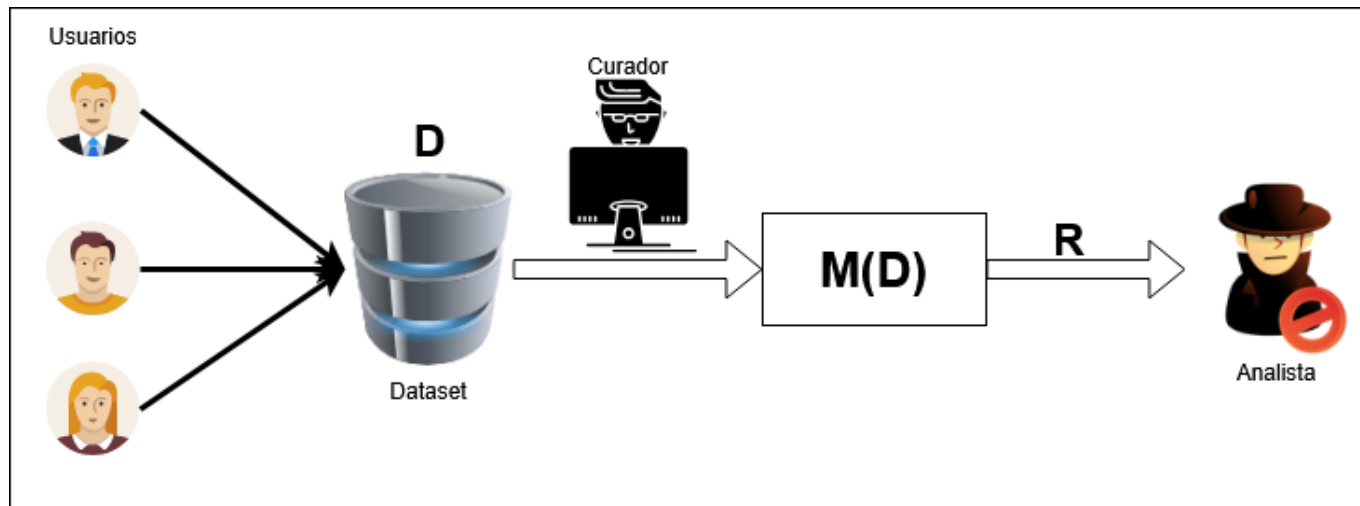 Usuarios
D
Dataset
Curador
M(D)
R
Analista